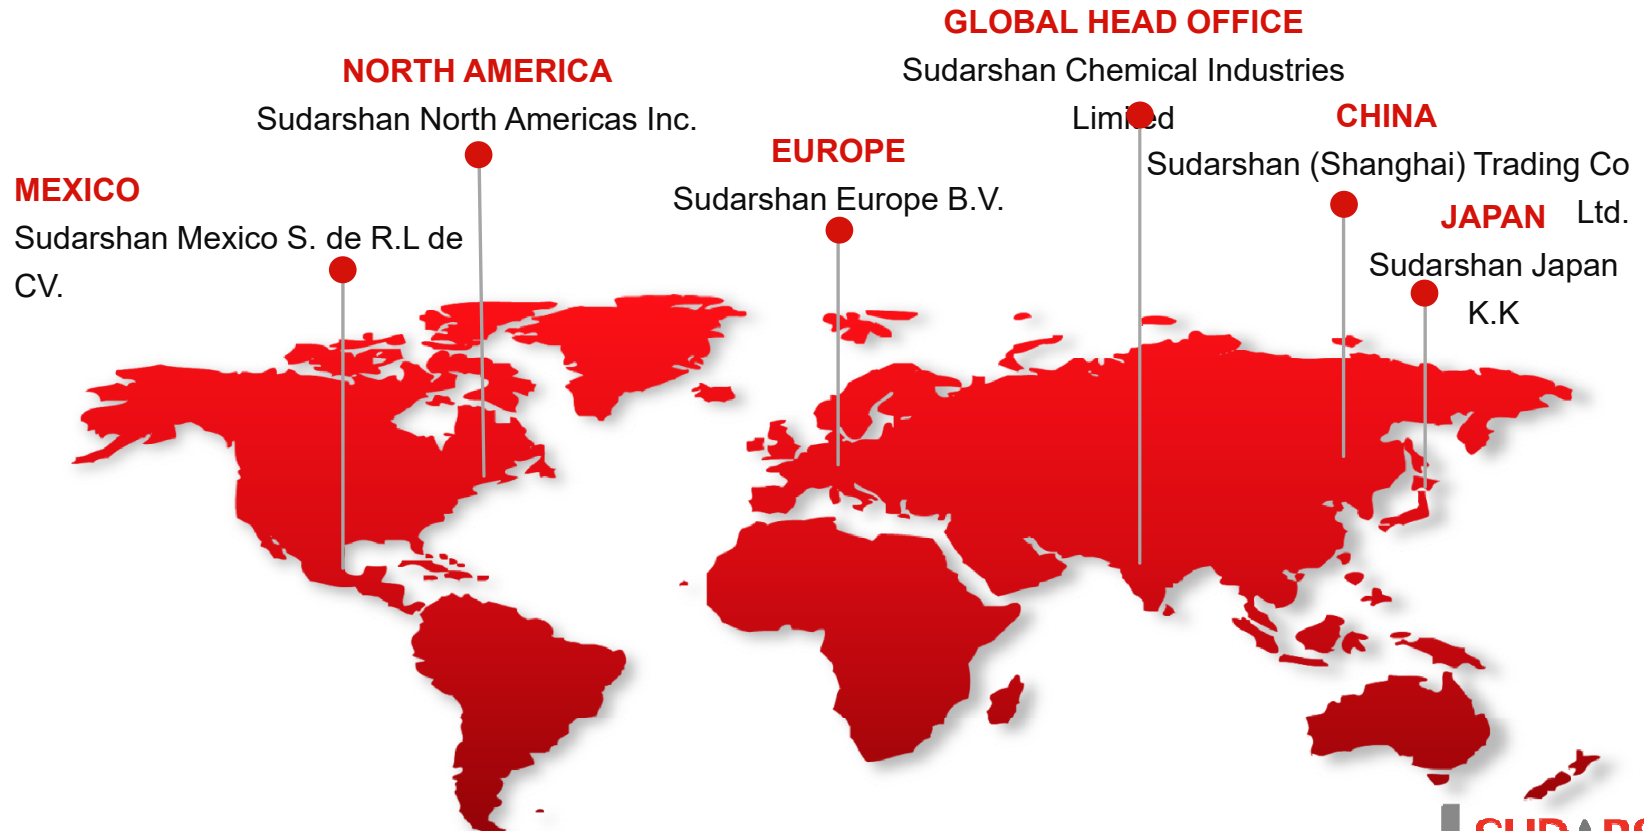 GLOBAL HEAD OFFICE
Sudarshan Chemical Industries
Limited
NORTH AMERICA
Sudarshan North Americas Inc.
CHINA
Sudarshan (Shanghai) Trading Co
Ltd.
EUROPE
Sudarshan Europe B.V.
MEXICO
Sudarshan Mexico S. de R.L de
CV.
JAPAN
Sudarshan Japan
K.K